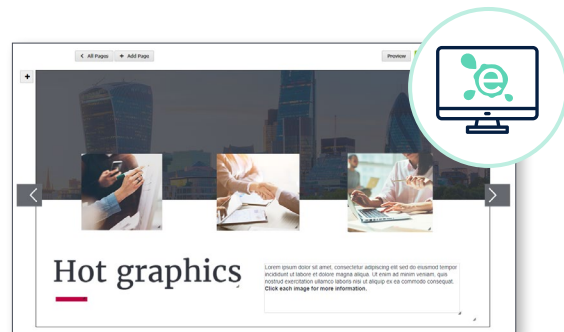 All Pages
+ Add Page
Preview
+
Hot graphics
Lorem ipsum dolor sit amet, consectetur adipiscing elit sed do eiusmod tempor
incididunt ut labore et dolore magna aliqua. Ut enim ad minim veniam, quis
nostrud exercitation ullamco laboris nisi ut aliquip ex ea commodo consequat.
Click each image for more information.
e